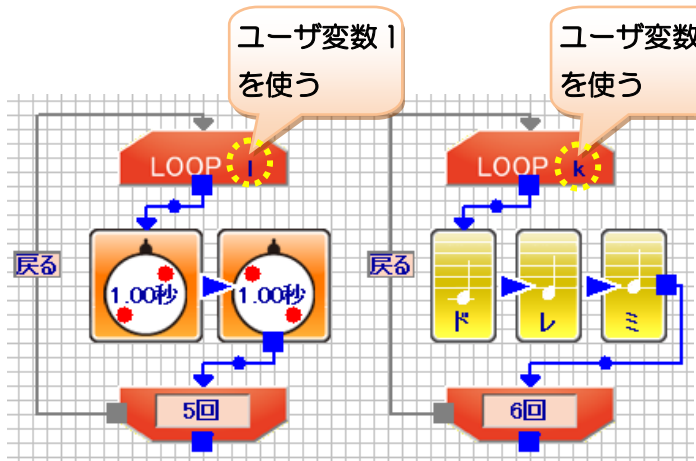 ユーザ変数l
を使う
ユーザ変数
を使う
LOOP l
LOOP k
戻る
1.00秒
1.00秒
戻る
ド
レ
ミ
5回
6回